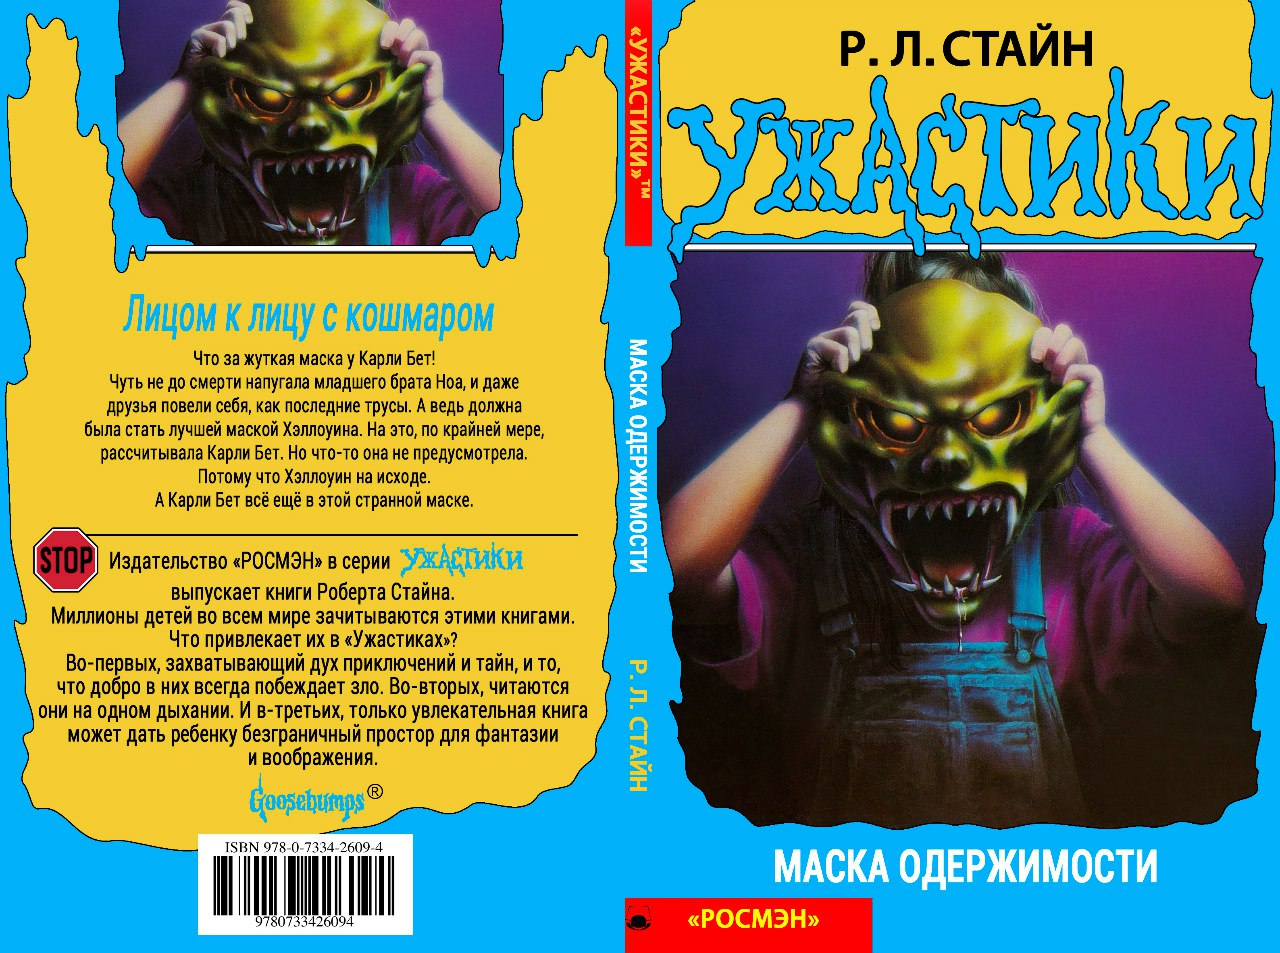 Лицом к лицу с кошмаром
Что за жуткая маска у Карли Бет!
Чуть не до смерти напугала младшего брата Ноа, и даже
друзья повели себя, как последние трусы. А ведь должна
была стать лучшей маской Хэллоуина. На это, по крайней мере,
рассчитывала Карли Бет. Но что-то она не предусмотрела.
Потому что Хэллоуин на исходе.
А Карли Бет всё ещё в этой странной маске.
STOP
Издательство «РОСМЭН» в серии УЖАСТИКИ
выпускает книги Роберта Стайна.
Миллионы детей во всем мире зачитываются этими книгами.
Что привлекает их в «Ужастиках»?
Во-первых, захватывающий дух приключений и тайн, и то,
что добро в них всегда побеждает зло. Во-вторых, читаются
они на одном дыхании. И в-третьих, только увлекательная книга
может дать ребенку безграничный простор для фантазии
и воображения.
Goosebumps®
ISBN 978-0-7334-2609-4
9780733426094
«УЖАСТИКИ»™
МАСКА ОДЕРЖИМОСТИ
Р. Л. СТАЙН
Р. Л. СТАЙН
УЖАСТИКИ
МАСКА ОДЕРЖИМОСТИ
«РОСМЭН»